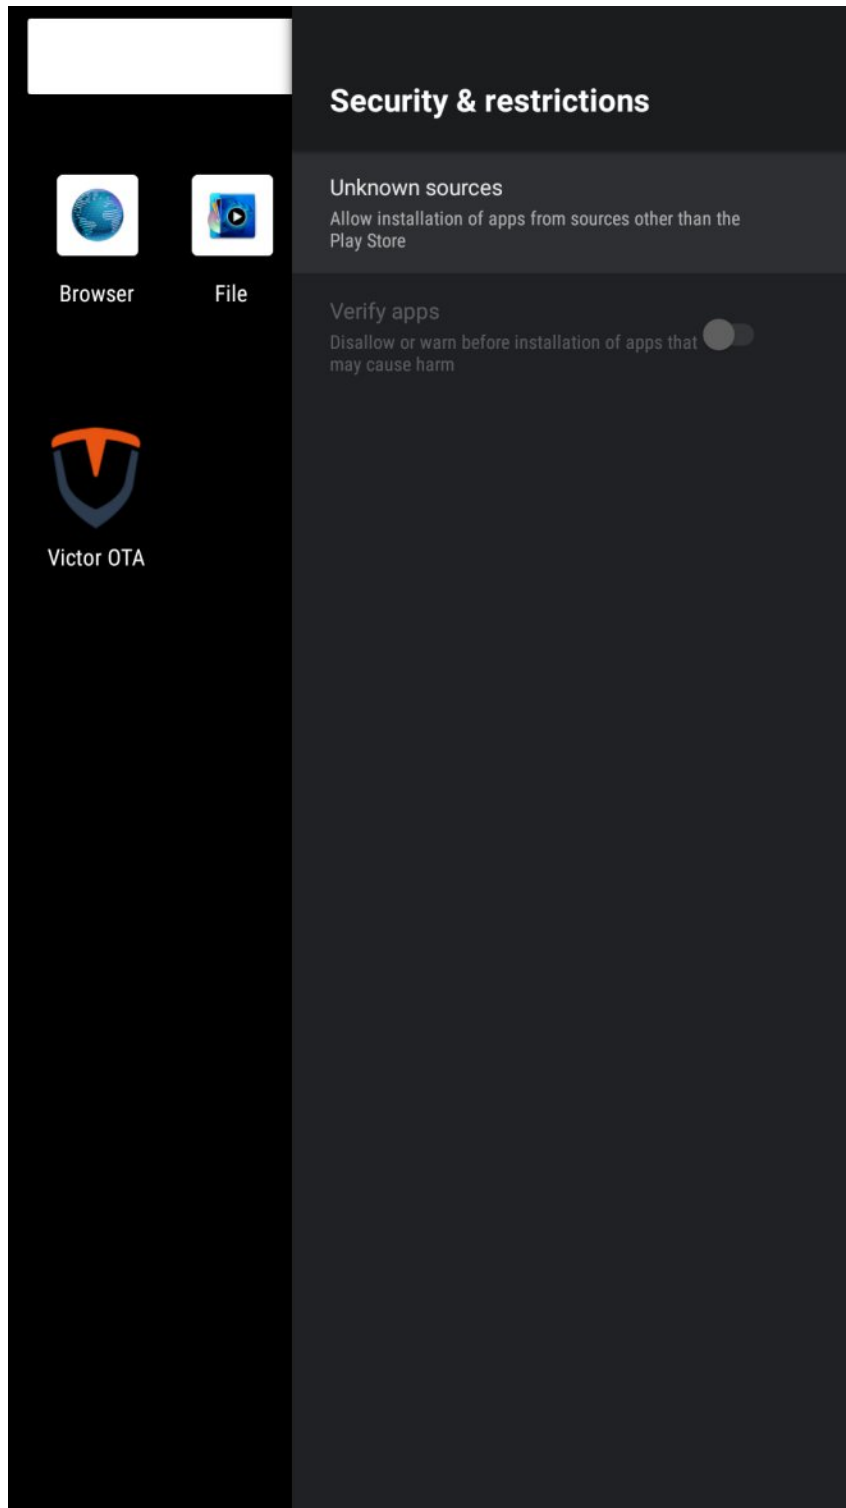 Security & restrictions
Unknown sources
Allow installation of apps from sources other than the
Play Store
Verify apps
Disallow or warn before installation of apps that
may cause harm
Browser
File
Victor OTA